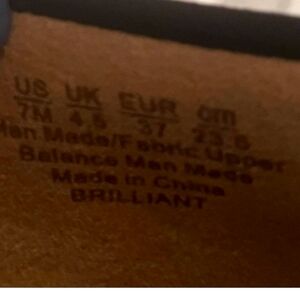 US UK EUR cm
7M 4.5 37 23.5
Man Made/Fabric Upper
Balance Man Made
Made in China
BRILLIANT